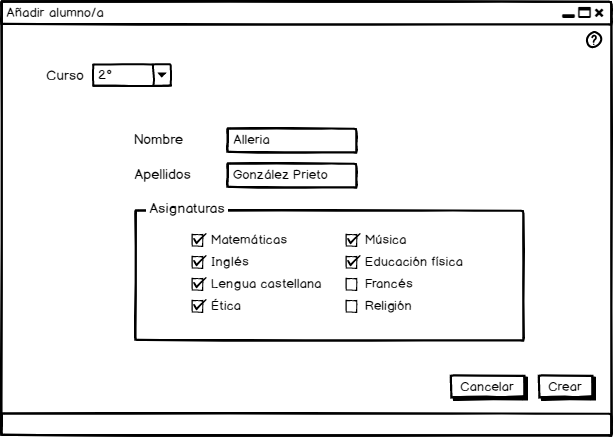 Añadir alumno/a
?
Curso 2°
Nombre Alleria
Apellidos González Prieto
Asignaturas
Matemáticas Música
Inglés Educación física
Lengua castellana Francés
Ética Religión
Cancelar Crear